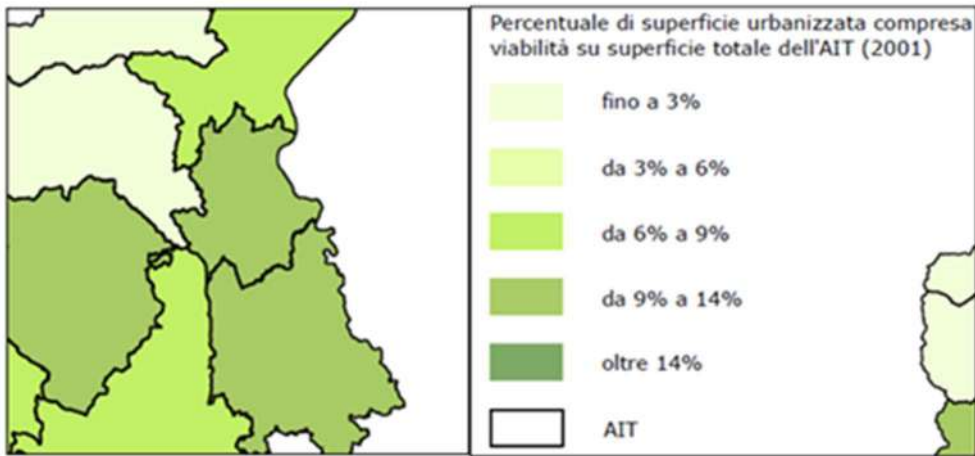 Percentuale di superficie urbanizzata compresa
viabilità su superficie totale dell'AIT (2001)
fino a 3%
da 3% a 6%
da 6% a 9%
da 9% a 14%
oltre 14%
AIT